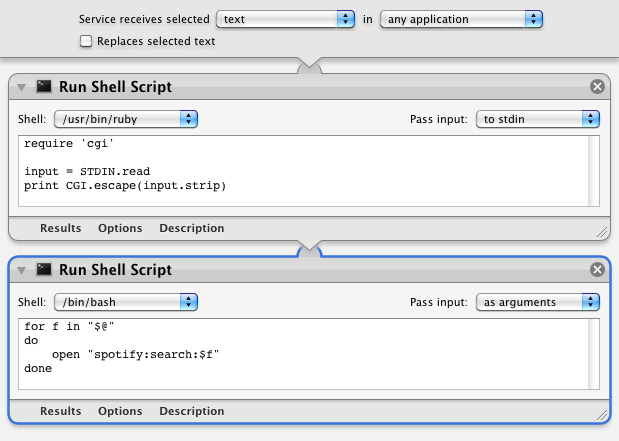 Service receives selected text in any application
Replaces selected text
Run Shell Script
Shell: /usr/bin/ruby Pass input: to stdin
require 'cgi'
input = STDIN.read
print CGI.escape(input.strip)
Results Options Description
Run Shell Script
Shell: /bin/bash Pass input: as arguments
for f in "$@"
do
    open "spotify:search:$f"
done
Results Options Description